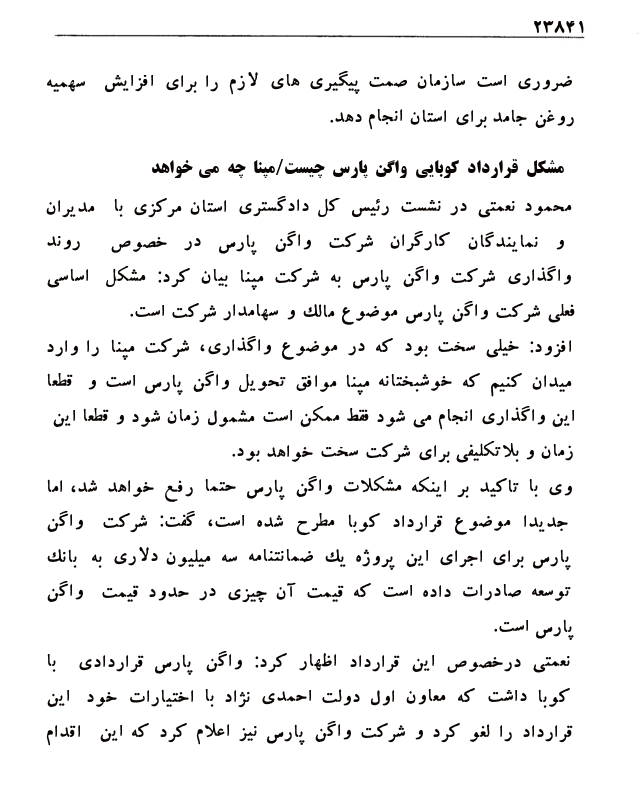 ۲۳۸۴۱
ضروری است سازمان صمت پیگیری های لازم را برای افزایش سهمیه
روغن جامد برای استان انجام دهد.
مشکل قرارداد کوبایی واگن پارس چیست/مپنا چه می خواهد
محمود نعمتی در نشست رئیس کل دادگستری استان مرکزی با مدیران
و نمایندگان کارگران شرکت واگن پارس در خصوص روند
واگذاری شرکت واگن پارس به شرکت مپنا بیان کرد: مشکل اساسی
فعلی شرکت واگن پارس موضوع مالك و سهامدار شرکت است.
افزود: خیلی سخت بود که در موضوع واگذاری، شرکت مپنا را وارد
میدان کنیم که خوشبختانه مپنا موافق تحویل واگن پارس است و قطعا
این واگذاری انجام می شود فقط ممکن است مشمول زمان شود و قطعا این
زمان و بلاتکلیفی برای شرکت سخت خواهد بود.
وی با تاکید بر اینکه مشکلات واگن پارس حتما رفع خواهد شد، اما
جدیدا موضوع قرارداد کوبا مطرح شده است، گفت: شرکت واگن
پارس برای اجرای این پروژه یك ضمانتنامه سه میلیون دلاری به بانك
توسعه صادرات داده است که قیمت آن چیزی در حدود قیمت واگن
پارس است.
نعمتی درخصوص این قرارداد اظهار کرد: واگن پارس قراردادی با
کوبا داشت که معاون اول دولت احمدی نژاد با اختیارات خود این
قرارداد را لغو کرد و شرکت واگن پارس نیز اعلام کرد که این اقدام